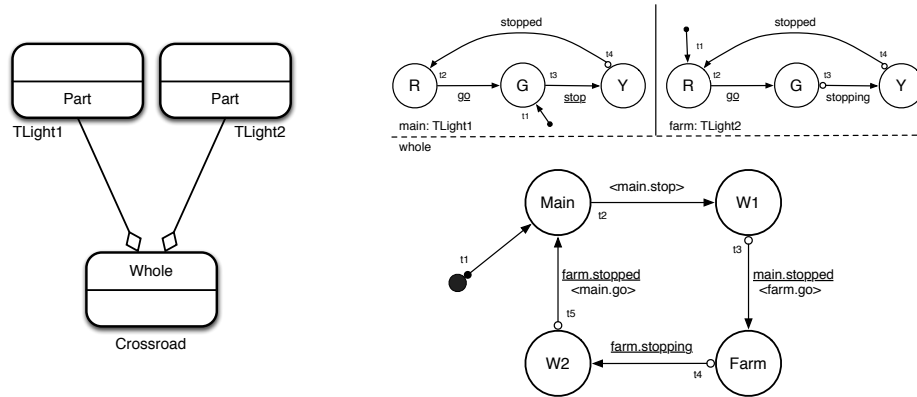 Part
Part
TLight1
TLight2
Whole
Crossroad
stopped
t4
R
t2
go
G
t3
stop
Y
t1
main: TLight1
stopped
t1
t4
R
t2
go
G
t3
stopping
Y
farm: TLight2
whole
Main
<main.stop>
t2
W1
t1
t3
farm.stopped
<main.go>
main.stopped
<farm.go>
t5
W2
farm.stopping
t4
Farm